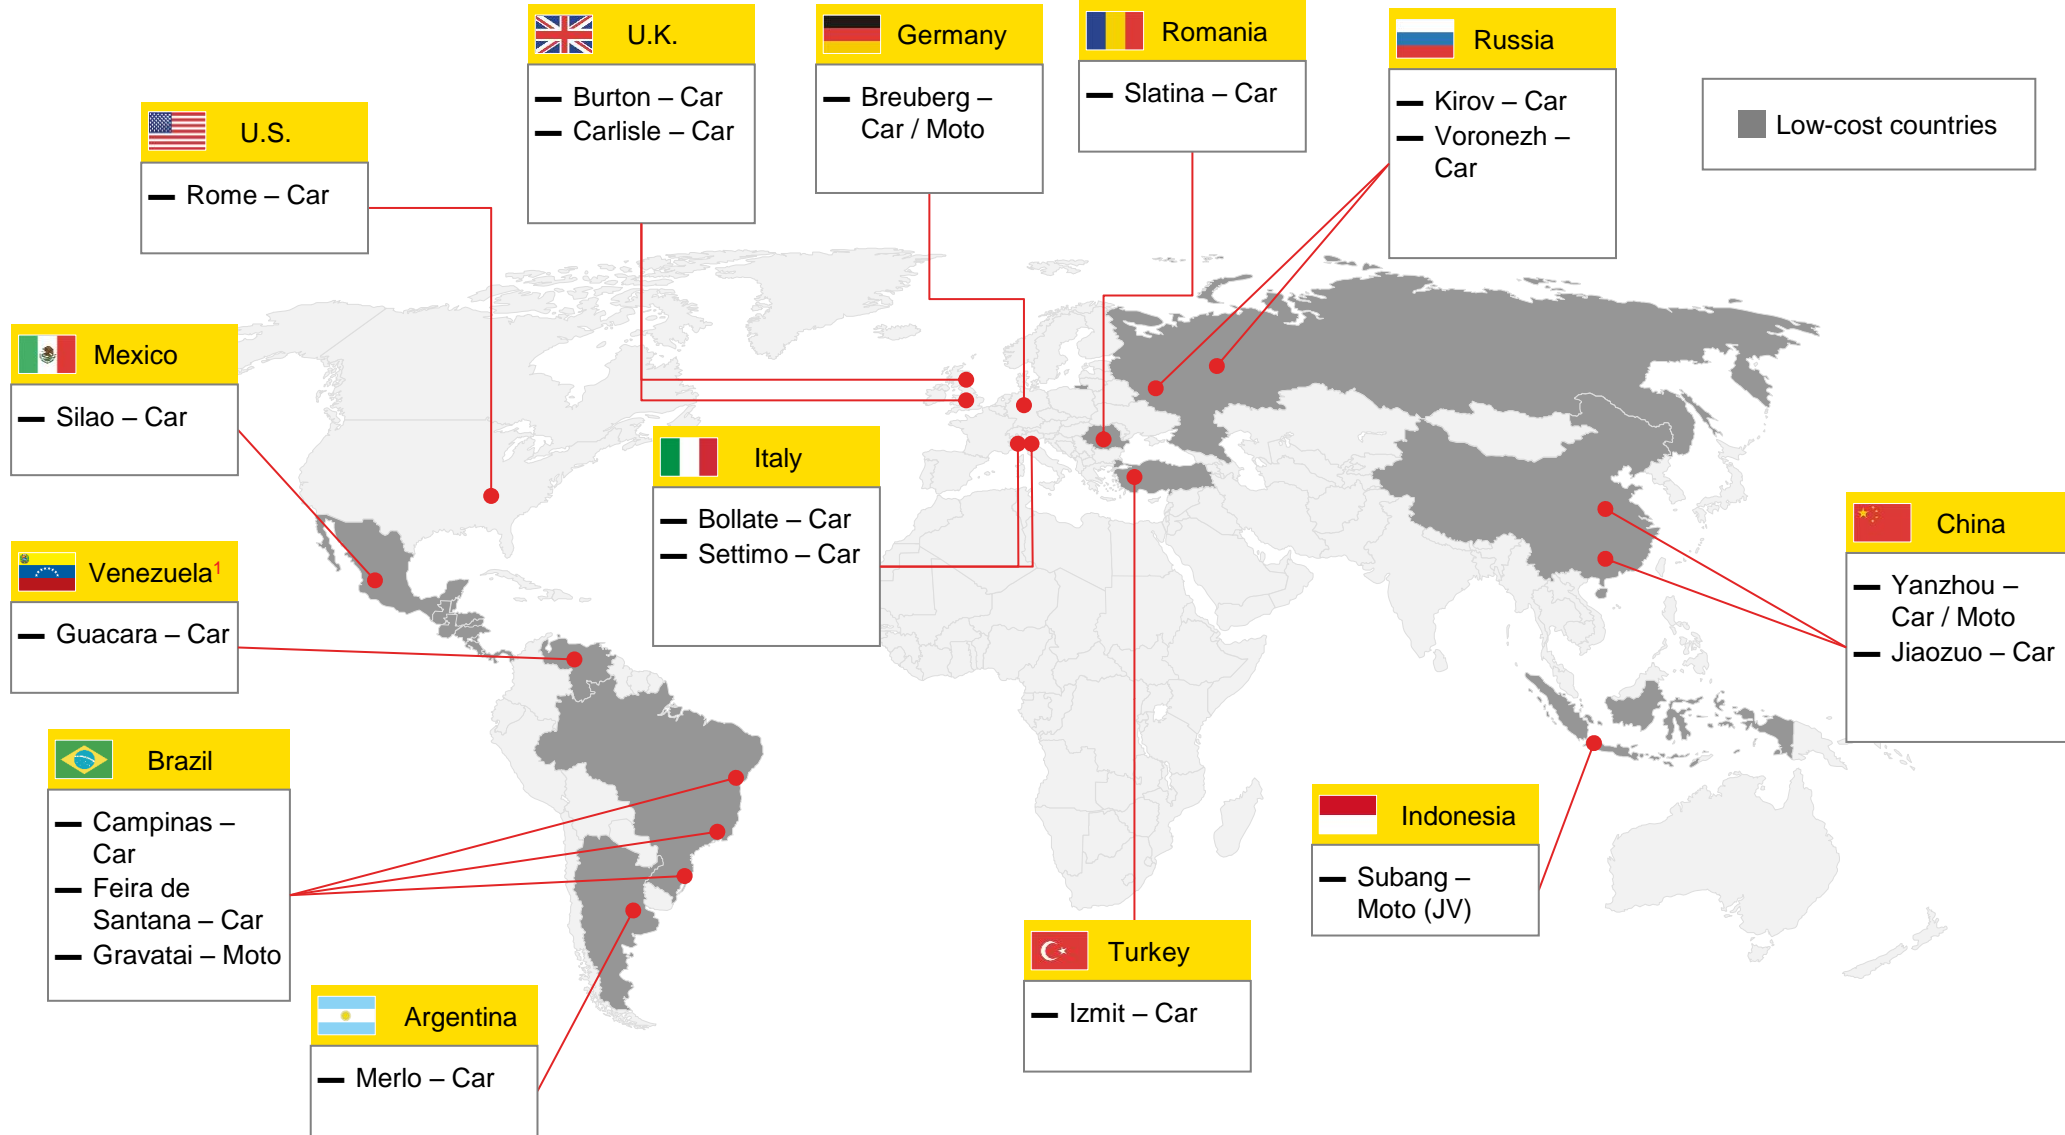 U.S.
— Rome – Car
U.K.
— Burton – Car
— Carlisle – Car
Germany
— Breuberg –
Car / Moto
Romania
— Slatina – Car
Russia
— Kirov – Car
— Voronezh –
Car
Low-cost countries
Mexico
— Silao – Car
Venezuela¹
— Guacara – Car
Italy
— Bollate – Car
— Settimo – Car
China
— Yanzhou –
Car / Moto
— Jiaozuo – Car
Brazil
— Campinas –
Car
— Feira de
Santana – Car
— Gravatai – Moto
Argentina
— Merlo – Car
Turkey
— Izmit – Car
Indonesia
— Subang –
Moto (JV)